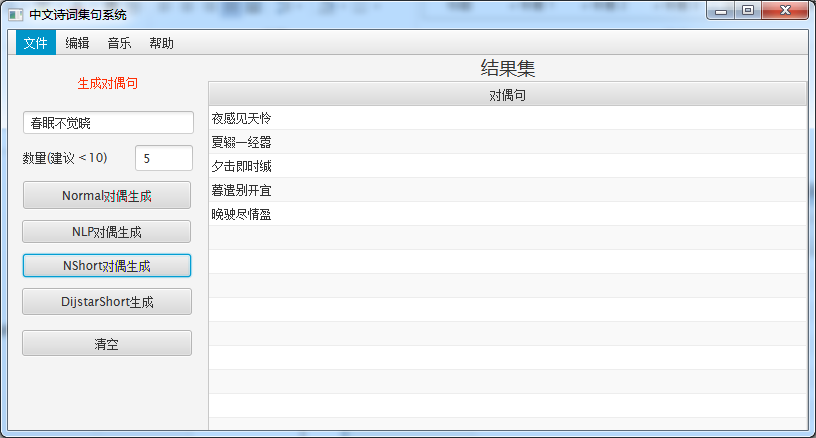 中文诗词集句系统
文件 编辑 音乐 帮助
生成对偶句
春眠不觉晓
数量(建议 <10) 5
Normal对偶生成
NLP对偶生成
NShort对偶生成
DijstarShort生成
清空
结果集
对偶句
夜感见天怜
夏辍一经嚣
夕击即时缄
暮遣别开宜
晚驶尽情盈